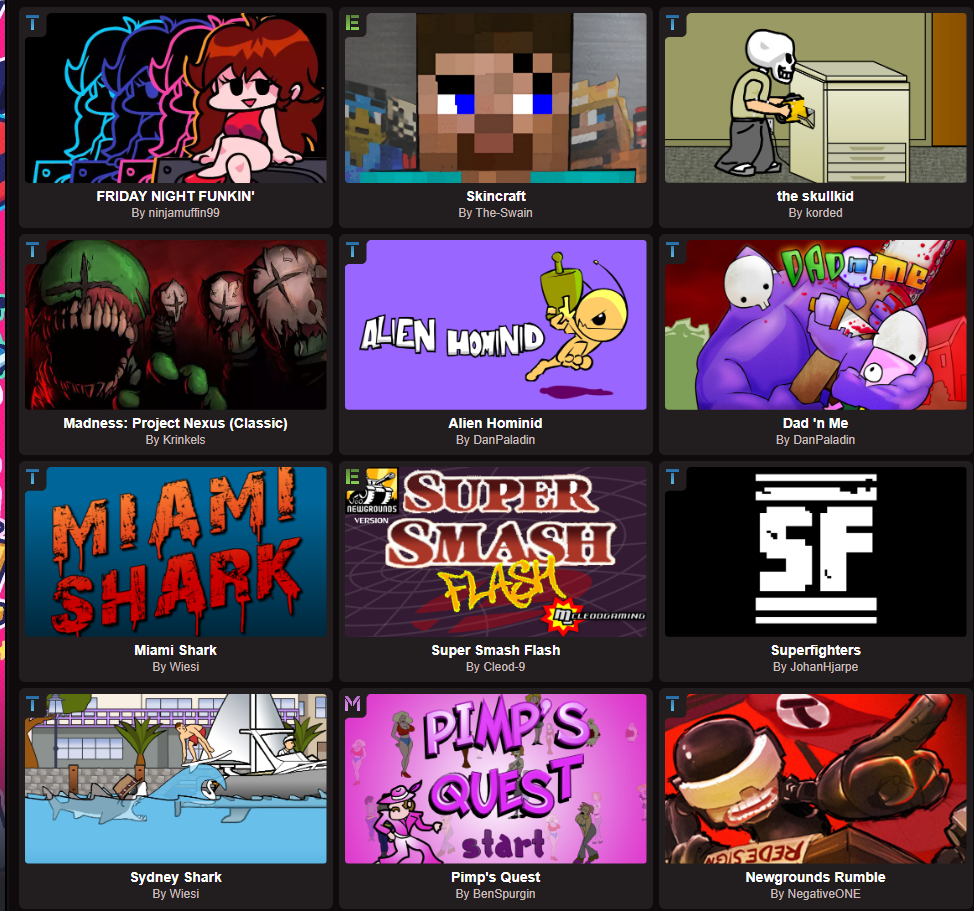 T
E
T
FRIDAY NIGHT FUNKIN'
By ninjamuffin99
Skincraft
By The-Swain
the skullkid
By korded
T
T
ALIEN HOMINID
T
DAD n' ME
Madness: Project Nexus (Classic)
By Krinkels
Alien Hominid
By DanPaladin
Dad 'n Me
By DanPaladin
T
MIAMI
SHARK
E
NEWGROUNDS
VERSION
SUPER
SMASH
FLASH
MCLEODGAMING
T
SF
Miami Shark
By Wiesi
Super Smash Flash
By Cleod-9
Superfighters
By JohanHjarpe
T
M
PIMP'S
QUEST
start
T
REDESIGN
Sydney Shark
By Wiesi
Pimp's Quest
By BenSpurgin
Newgrounds Rumble
By NegativeONE